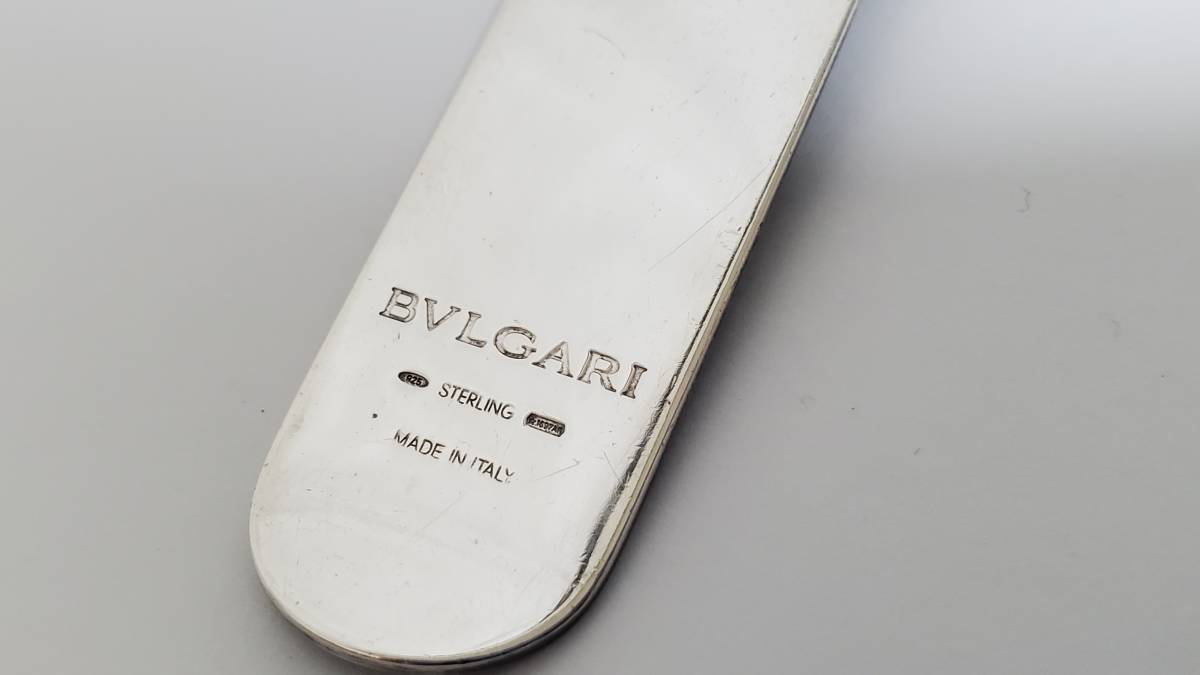 BVLGARI
925 STERLING
MADE IN ITALY